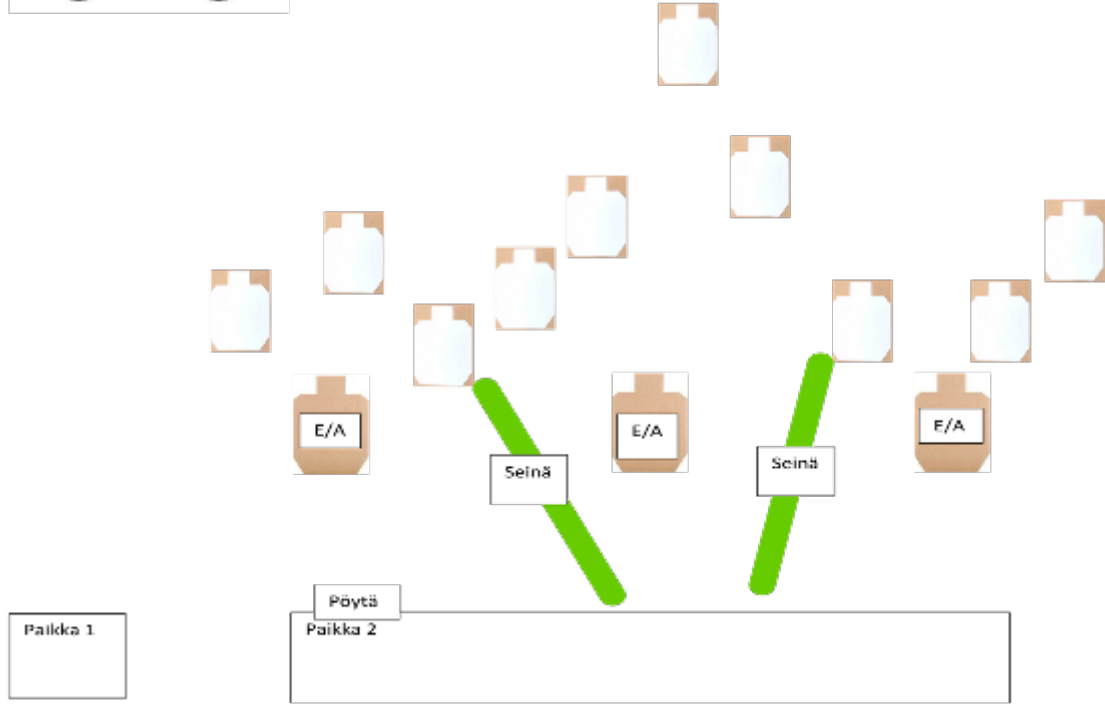 E/A
E/A
E/A
Seinä
Seinä
Pöytä
Paikka 1
Paikka 2